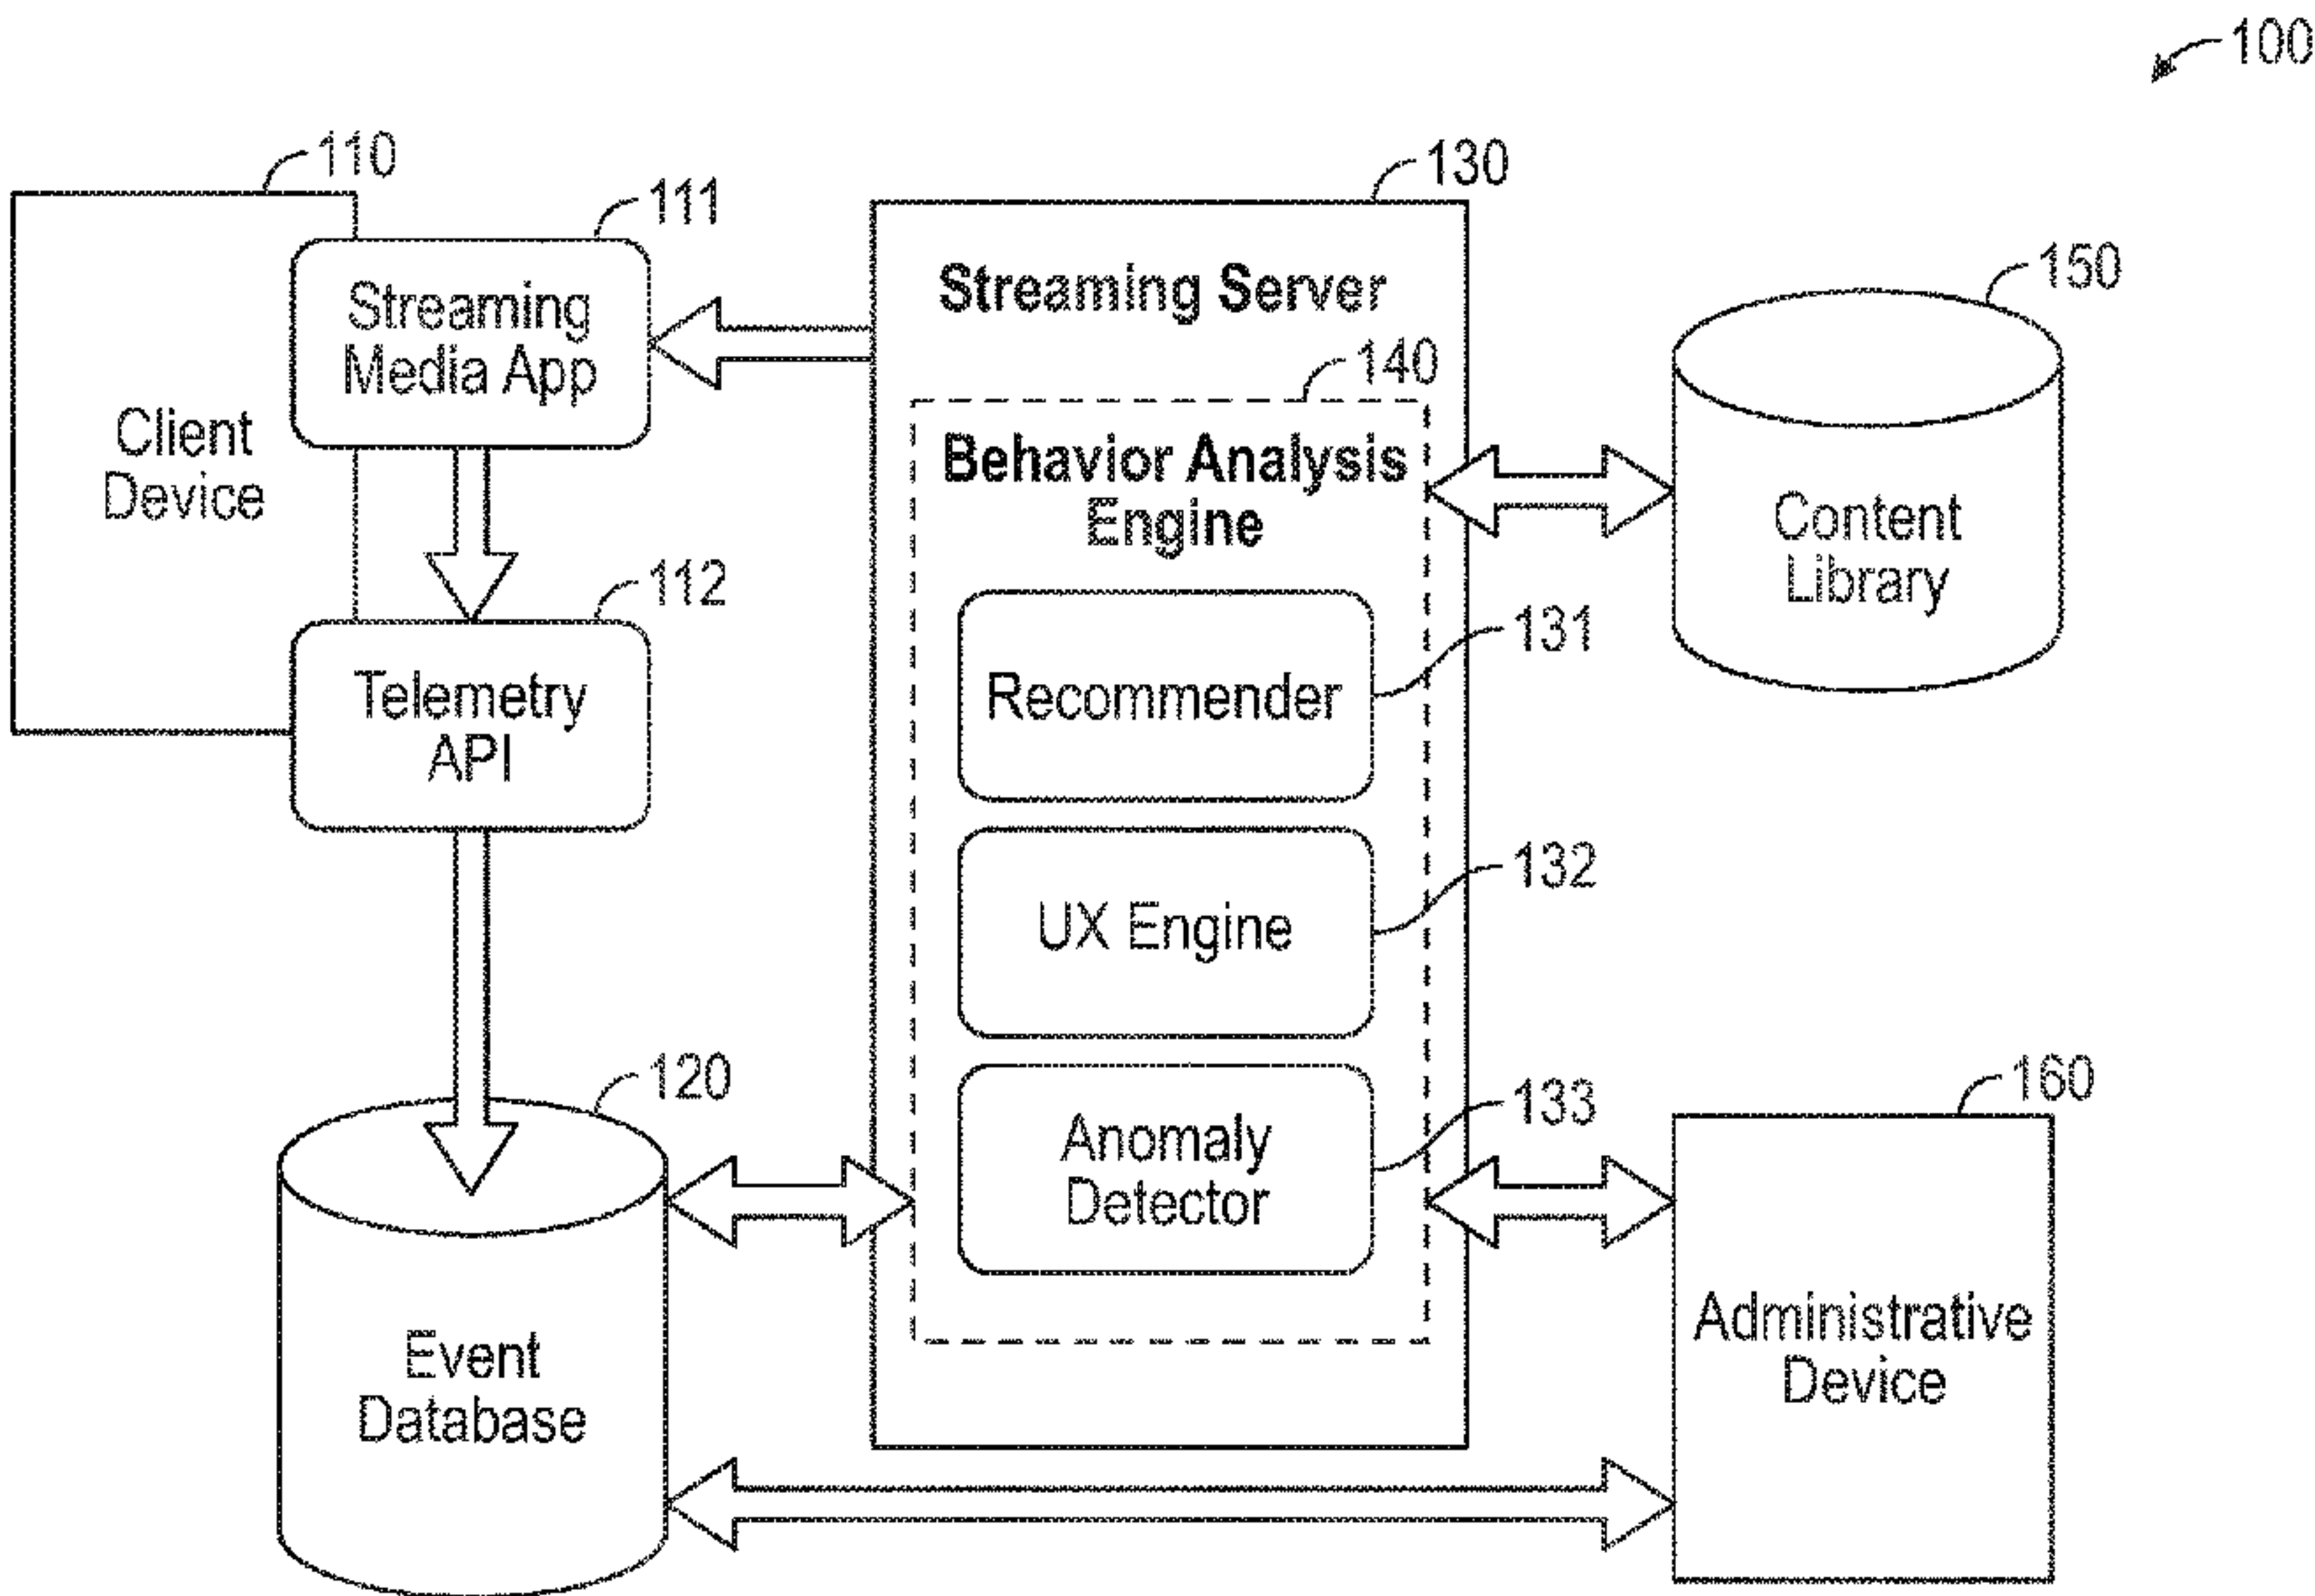 100
110
111
130
Streaming
Media App
Streaming Server
150
140
Client
Device
Behavior Analysis
Engine
Content
Library
112
Telemetry
API
Recommender
131
UX Engine
132
120
Event
Database
Anomaly
Detector
133
160
Administrative
Device